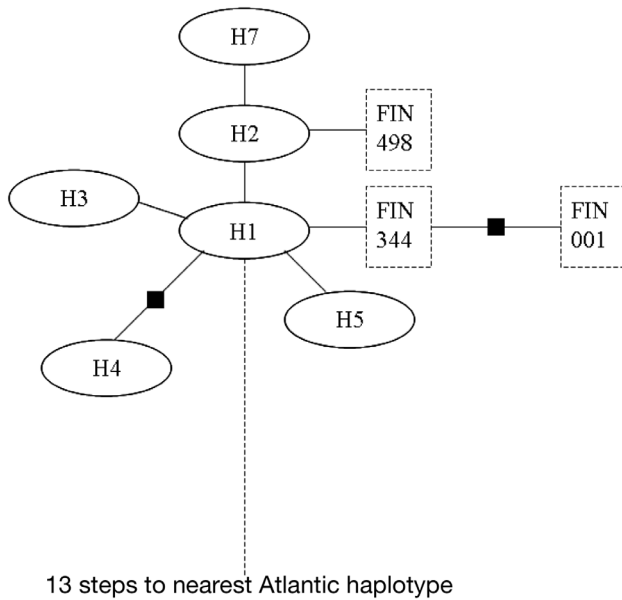 H7
H2
FIN
498
H3
H1
FIN
344
FIN
001
H5
H4
13 steps to nearest Atlantic haplotype